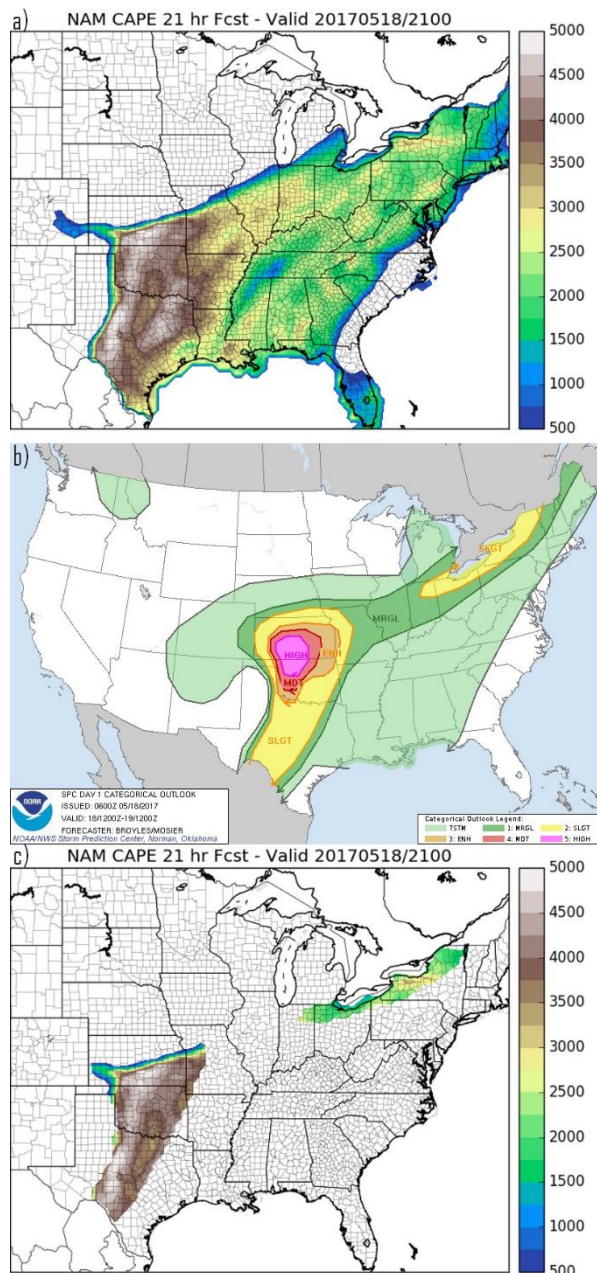 a)
NAM CAPE 21 hr Fcst - Valid 20170518/2100
5000
4500
4000
3500
3000
2500
2000
1500
1000
500
b)
SLGT
MRGL
HIGH
ENH
MDT
SLGT
NOAA
SPC DAY 1 CATEGORICAL OUTLOOK
ISSUED: 0600Z 05/18/2017
VALID: 18/1200Z-19/1200Z
FORECASTER: BROYLES/MOSIER
NOAA/NWS Storm Prediction Center, Norman, Oklahoma
Categorical Outlook Legend:
TSTM 1: MRGL 2: SLGT
3: ENH 4: MDT 5: HIGH
c)
NAM CAPE 21 hr Fcst - Valid 20170518/2100
5000
4500
4000
3500
3000
2500
2000
1500
1000
500